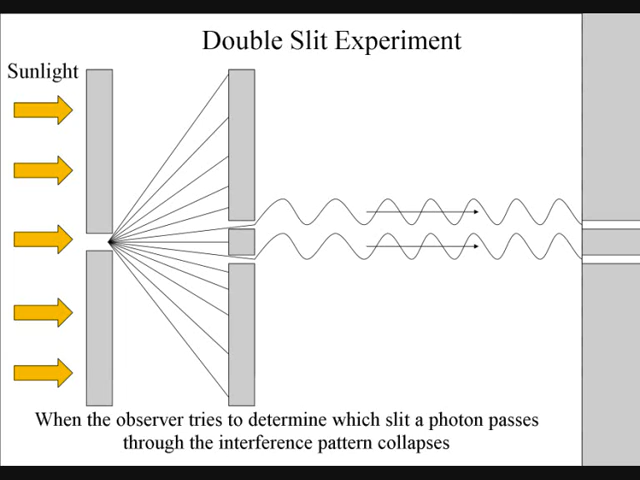 Double Slit Experiment
Sunlight
When the observer tries to determine which slit a photon passes
through the interference pattern collapses